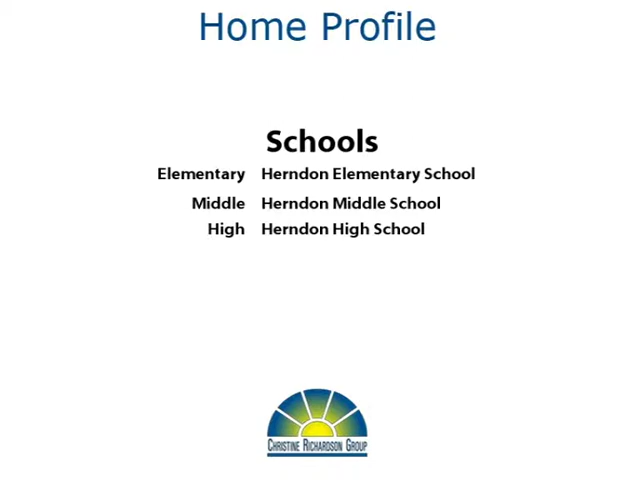 Home Profile
Schools
Elementary Herndon Elementary School
Middle Herndon Middle School
High Herndon High School
CHRISTINE RICHARDSON GROUP